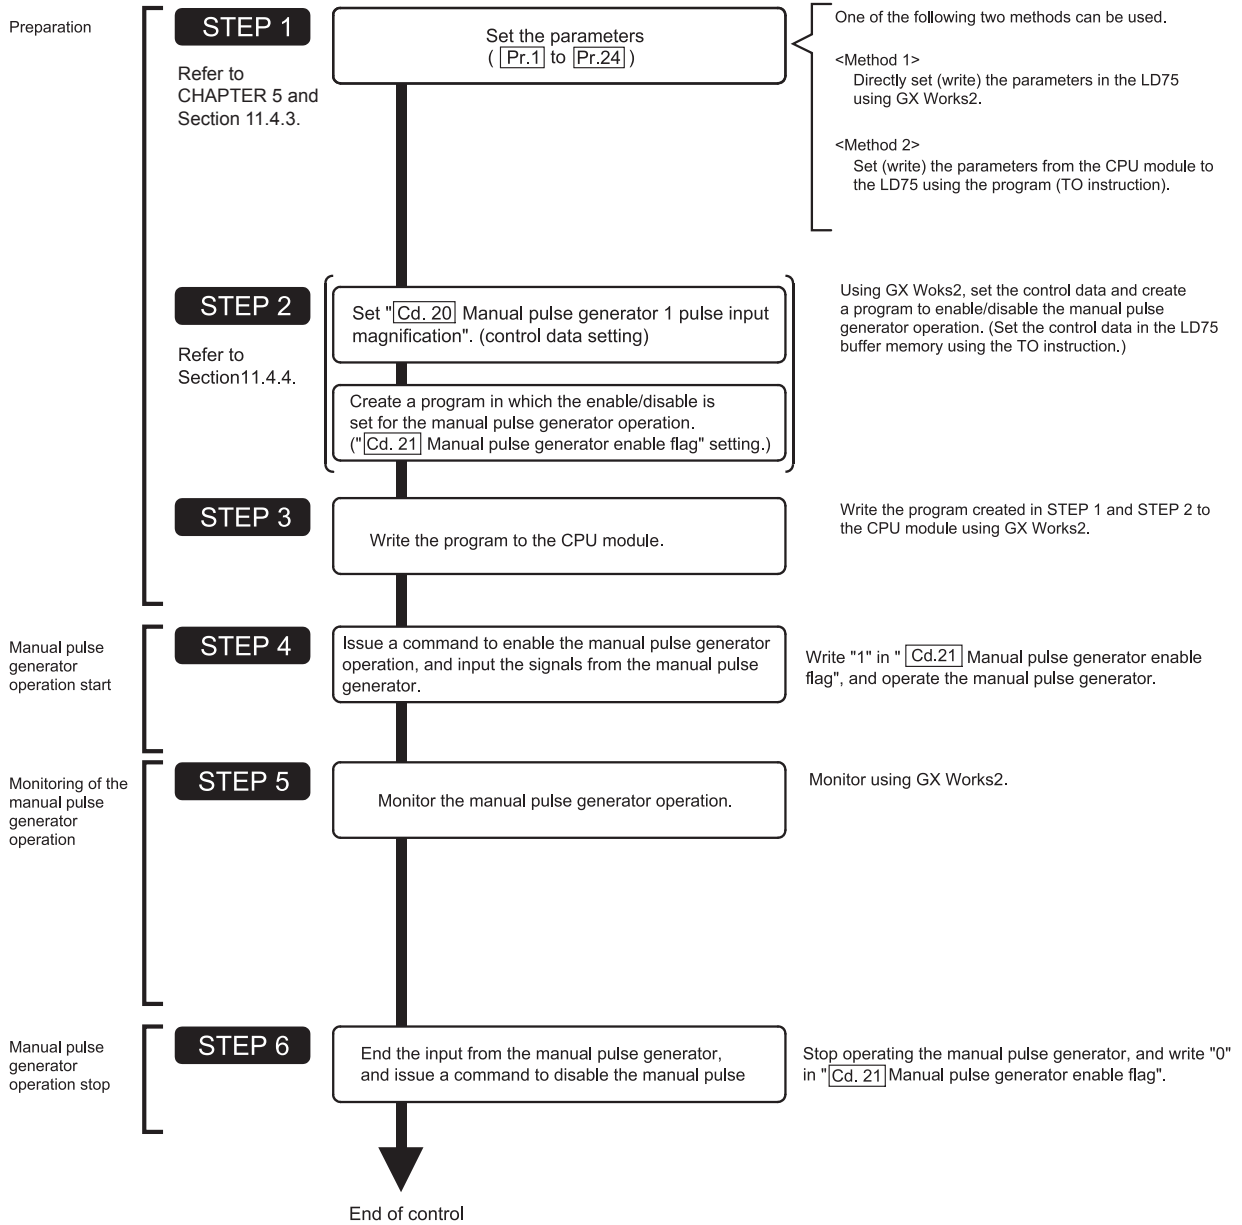 Preparation
STEP 1
Refer to
CHAPTER 5 and
Section 11.4.3.
Set the parameters
( Pr.1 to Pr.24 )
One of the following two methods can be used.
<Method 1>
Directly set (write) the parameters in the LD75
using GX Works2.
<Method 2>
Set (write) the parameters from the CPU module to
the LD75 using the program (TO instruction).
STEP 2
Refer to
Section11.4.4.
Set "Cd. 20 Manual pulse generator 1 pulse input
magnification". (control data setting)
Create a program in which the enable/disable is
set for the manual pulse generator operation.
("Cd. 21 Manual pulse generator enable flag" setting.)
Using GX Woks2, set the control data and create
a program to enable/disable the manual pulse
generator operation. (Set the control data in the LD75
buffer memory using the TO instruction.)
STEP 3
Write the program to the CPU module.
Write the program created in STEP 1 and STEP 2 to
the CPU module using GX Works2.
Manual pulse
generator
operation start
STEP 4
Issue a command to enable the manual pulse generator
operation, and input the signals from the manual pulse
generator.
Write "1" in " Cd.21 Manual pulse generator enable
flag", and operate the manual pulse generator.
Monitoring of the
manual pulse
generator
operation
STEP 5
Monitor the manual pulse generator operation.
Monitor using GX Works2.
Manual pulse
generator
operation stop
STEP 6
End the input from the manual pulse generator,
and issue a command to disable the manual pulse
Stop operating the manual pulse generator, and write "0"
in "Cd. 21 Manual pulse generator enable flag".
End of control